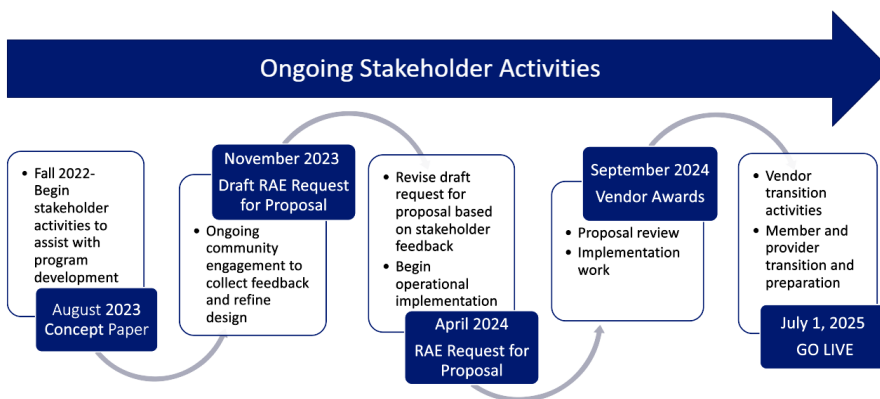 Ongoing Stakeholder Activities
• Fall 2022-
Begin
stakeholder
activities to
assist with
program
development
August 2023
Concept Paper
November 2023
Draft RAE Request
for Proposal
• Ongoing
community
engagement to
collect feedback
and refine
design
• Revise draft
request for
proposal based on
stakeholder
feedback
• Begin
operational
implementation
April 2024
RAE Request for
Proposal
September 2024
Vendor Awards
• Proposal review
• Implementation
work
• Vendor
transition
activities
• Member and
provider
transition and
preparation
July 1, 2025
GO LIVE